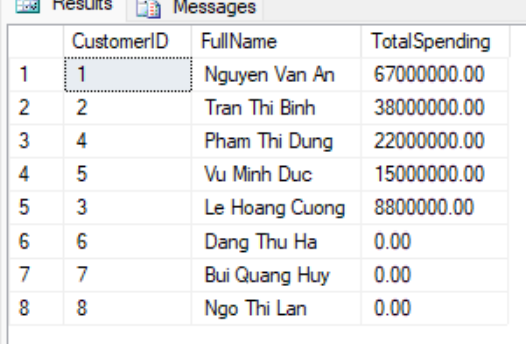 Results Messages
CustomerID FullName TotalSpending
1 1 Nguyen Van An 67000000.00
2 2 Tran Thi Binh 38000000.00
3 4 Pham Thi Dung 22000000.00
4 5 Vu Minh Duc 15000000.00
5 3 Le Hoang Cuong 8800000.00
6 6 Dang Thu Ha 0.00
7 7 Bui Quang Huy 0.00
8 8 Ngo Thi Lan 0.00